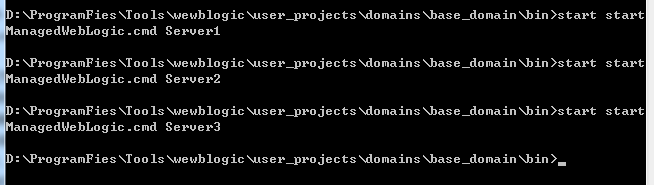 D:\ProgramFies\Tools\wewblogic\user_projects\domains\base_domain\bin>start start
ManagedWebLogic.cmd Server1
D:\ProgramFies\Tools\wewblogic\user_projects\domains\base_domain\bin>start start
ManagedWebLogic.cmd Server2
D:\ProgramFies\Tools\wewblogic\user_projects\domains\base_domain\bin>start start
ManagedWebLogic.cmd Server3
D:\ProgramFies\Tools\wewblogic\user_projects\domains\base_domain\bin>_